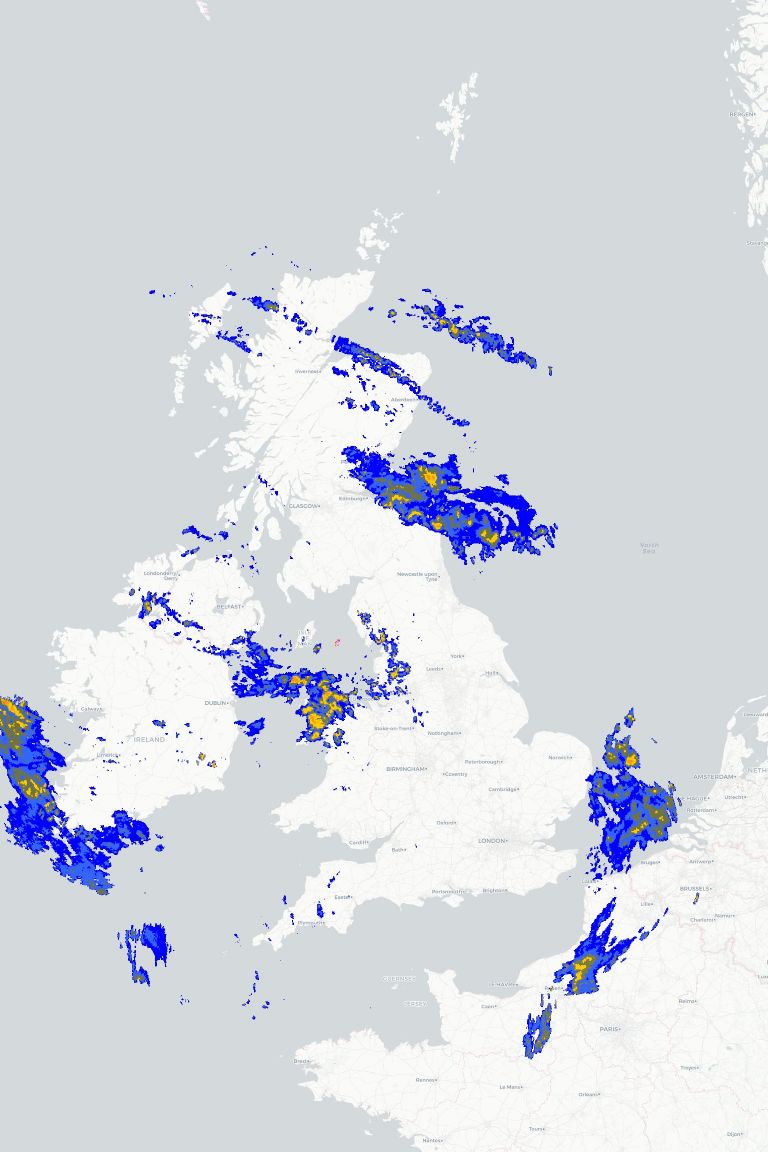 BERGEN
Inverness
Aberdeen
GLASGOW
Edinburgh
North
Sea
Londonderry/
Derry
BELFAST
Newcastle upon
Tyne
York
Leeds
Hull
DUBLIN
Galway
IRELAND
Limerick
Stoke-on-Trent
Nottingham
BIRMINGHAM
Coventry
Peterborough
Norwich
Cambridge
Oxford
LONDON
Cardiff
Bath
Portsmouth
Brighton
Exeter
Plymouth
AMSTERDAM
Utrecht
HAGUE
Rotterdam
NETH
Bruges
Antwerp
BRUSSELS
Lille
Charleroi
Namur
GUERNSEY
JERSEY
LE HAVRE
Rouen
Caen
Reims
PARIS
Brest
Rennes
Le Mans
Orléans
Troyes
Tours
Nantes
Dijon